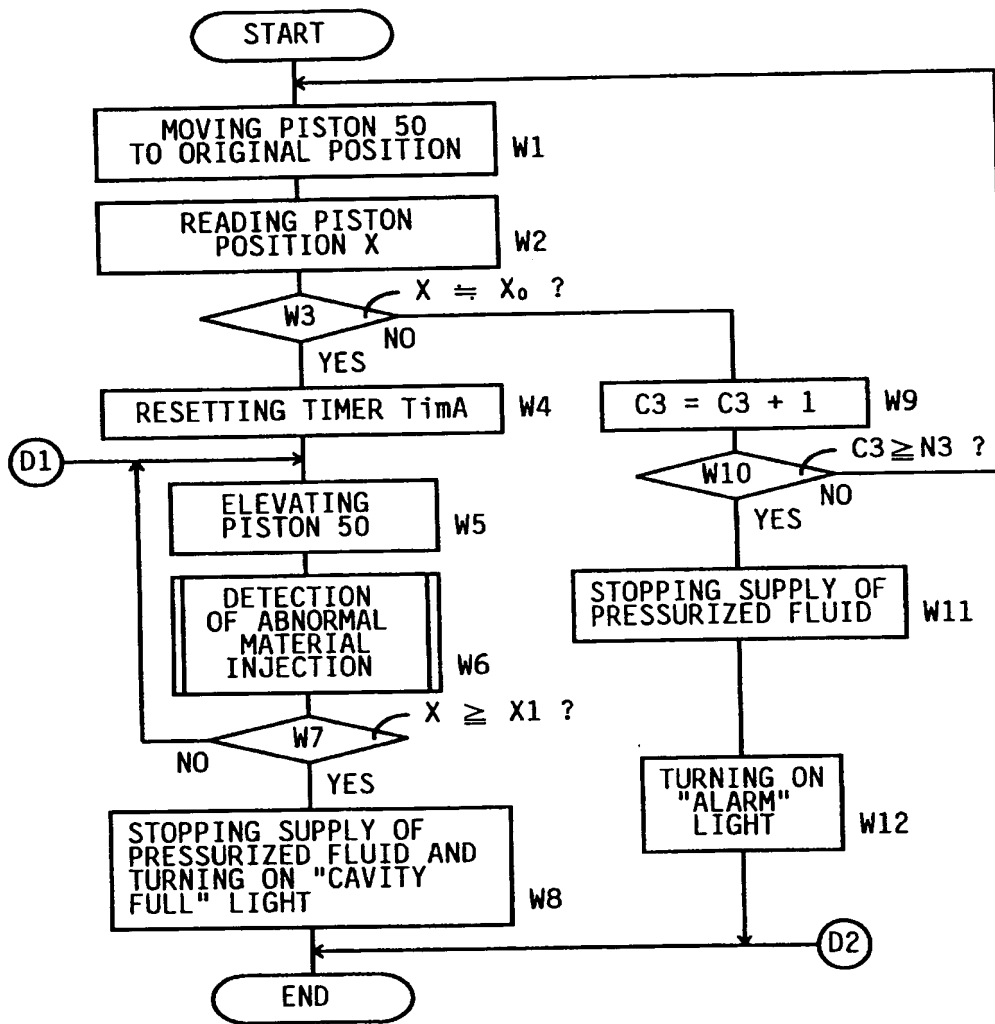 START
MOVING PISTON 50
TO ORIGINAL POSITION
W1
READING PISTON
POSITION X
W2
X ≒ X₀ ?
W3
NO
YES
RESETTING TIMER TimA
W4
C3 = C3 + 1
W9
D1
C3≧N3 ?
W10
NO
YES
ELEVATING
PISTON 50
W5
DETECTION
OF ABNORMAL
MATERIAL
INJECTION
W6
STOPPING SUPPLY OF
PRESSURIZED FLUID
W11
X ≧ X1 ?
W7
NO
YES
TURNING ON
"ALARM"
LIGHT
W12
STOPPING SUPPLY OF
PRESSURIZED FLUID AND
TURNING ON "CAVITY
FULL" LIGHT
W8
D2
END